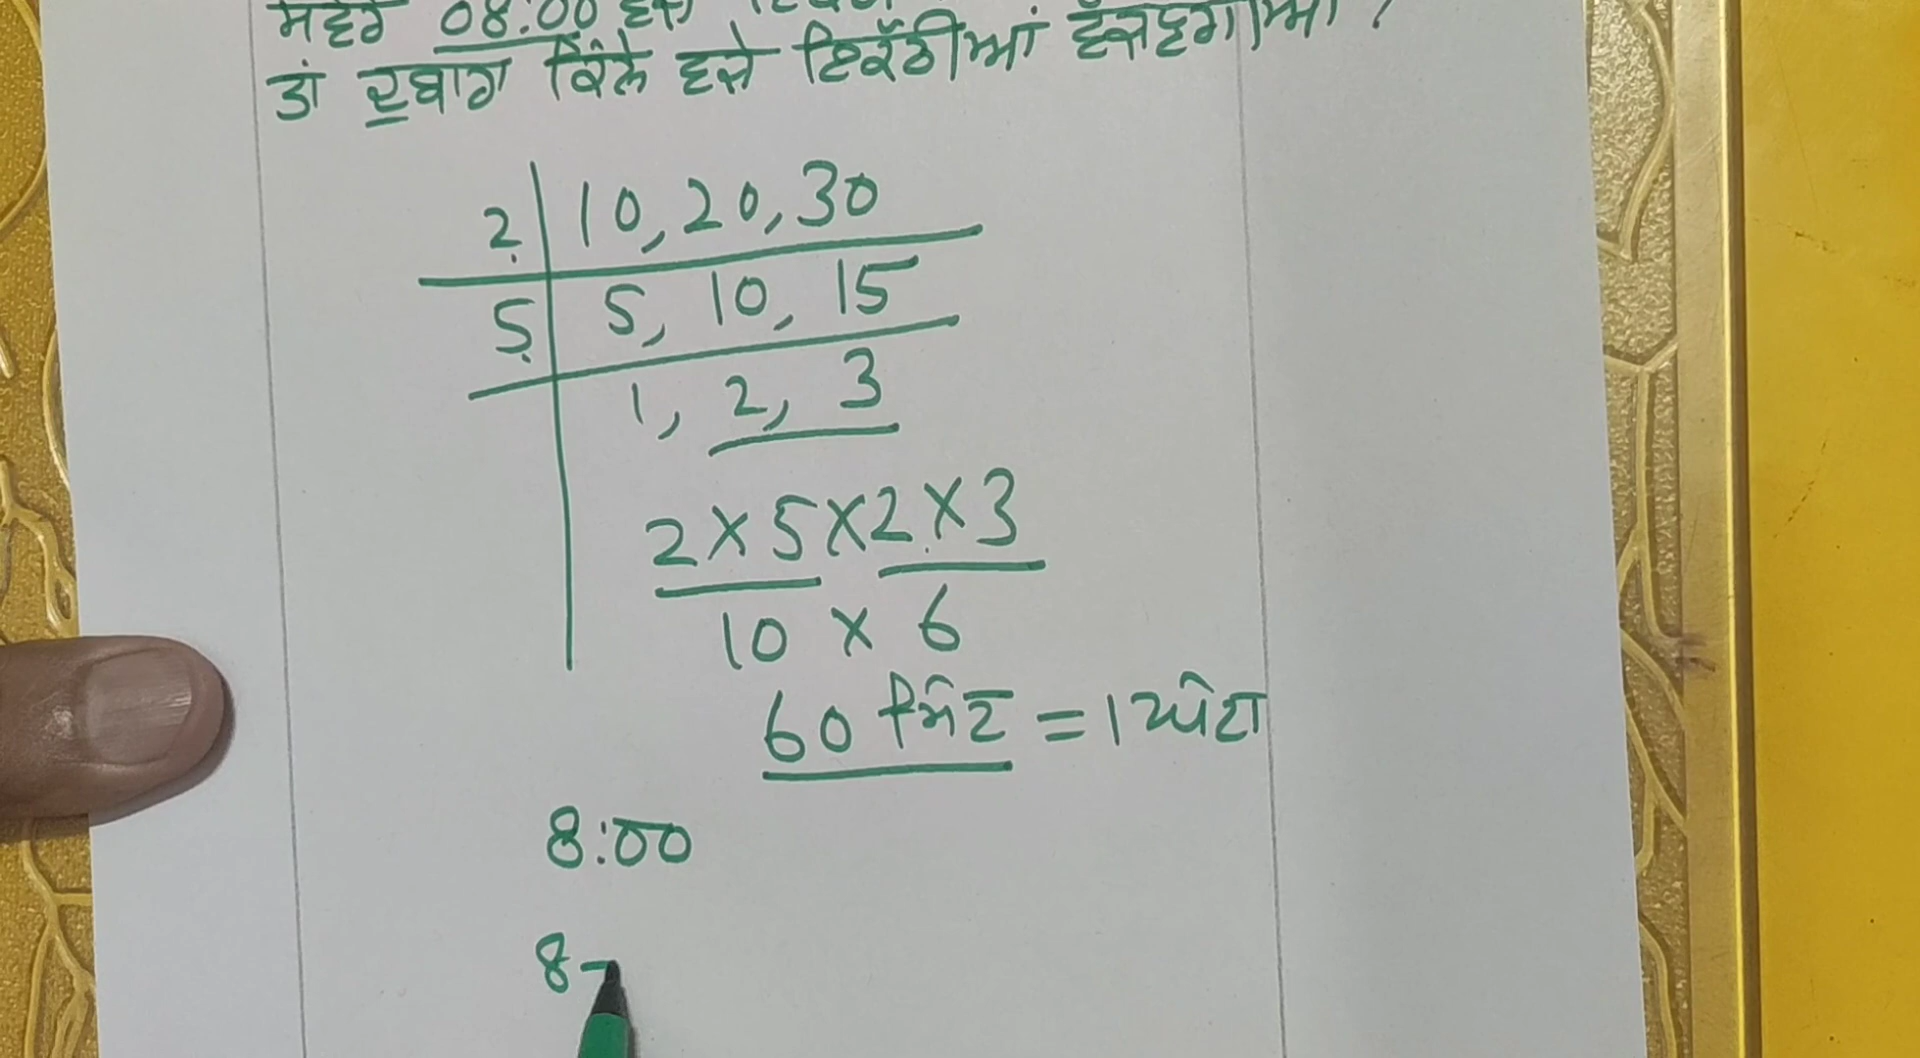 ਸਵੇਰੇ 08:00 ਵਜੇ
ਤਾਂ ਦੁਬਾਰਾ ਕਿੰਨੇ ਵਜੇ ਇਕੱਠੀਆਂ ਵੱਜਣਗੀਆਂ ?
2 | 10, 20, 30
5 | 5, 10, 15
1, 2, 3
2 × 5 × 2 × 3
10 × 6
60 ਮਿੰਟ = 1 ਘੰਟਾ
8:00
8-